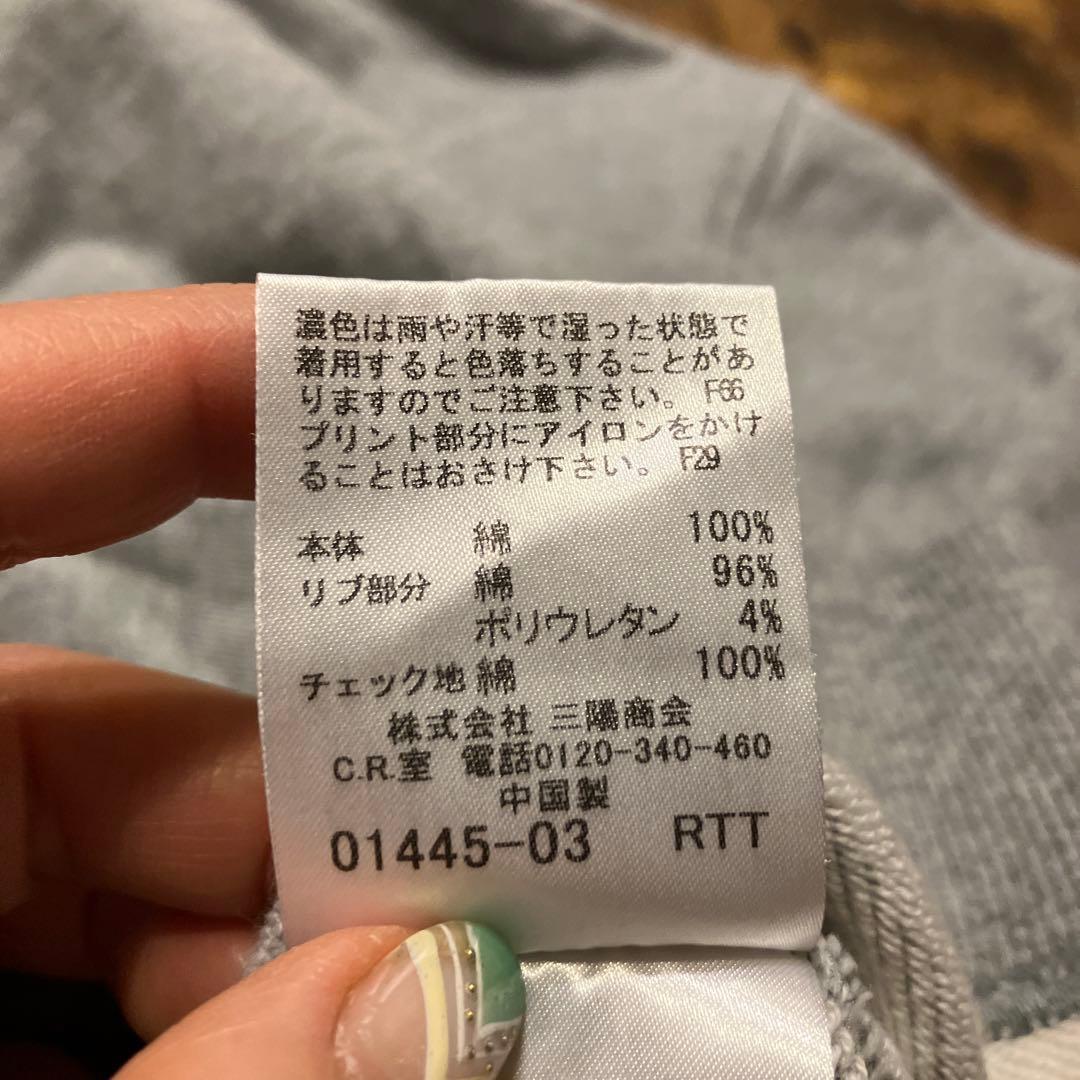 濃色は雨や汗等で湿った状態で
着用すると色落ちすることがあ
りますのでご注意下さい。 F66
プリント部分にアイロンをかけ
ることはおさけ下さい。 F29
本体 綿 100%
リブ部分 綿 96%
ポリウレタン 4%
チェック地 綿 100%
株式会社 三陽商会
C.R.室 電話0120-340-460
中国製
01445-03 RTT